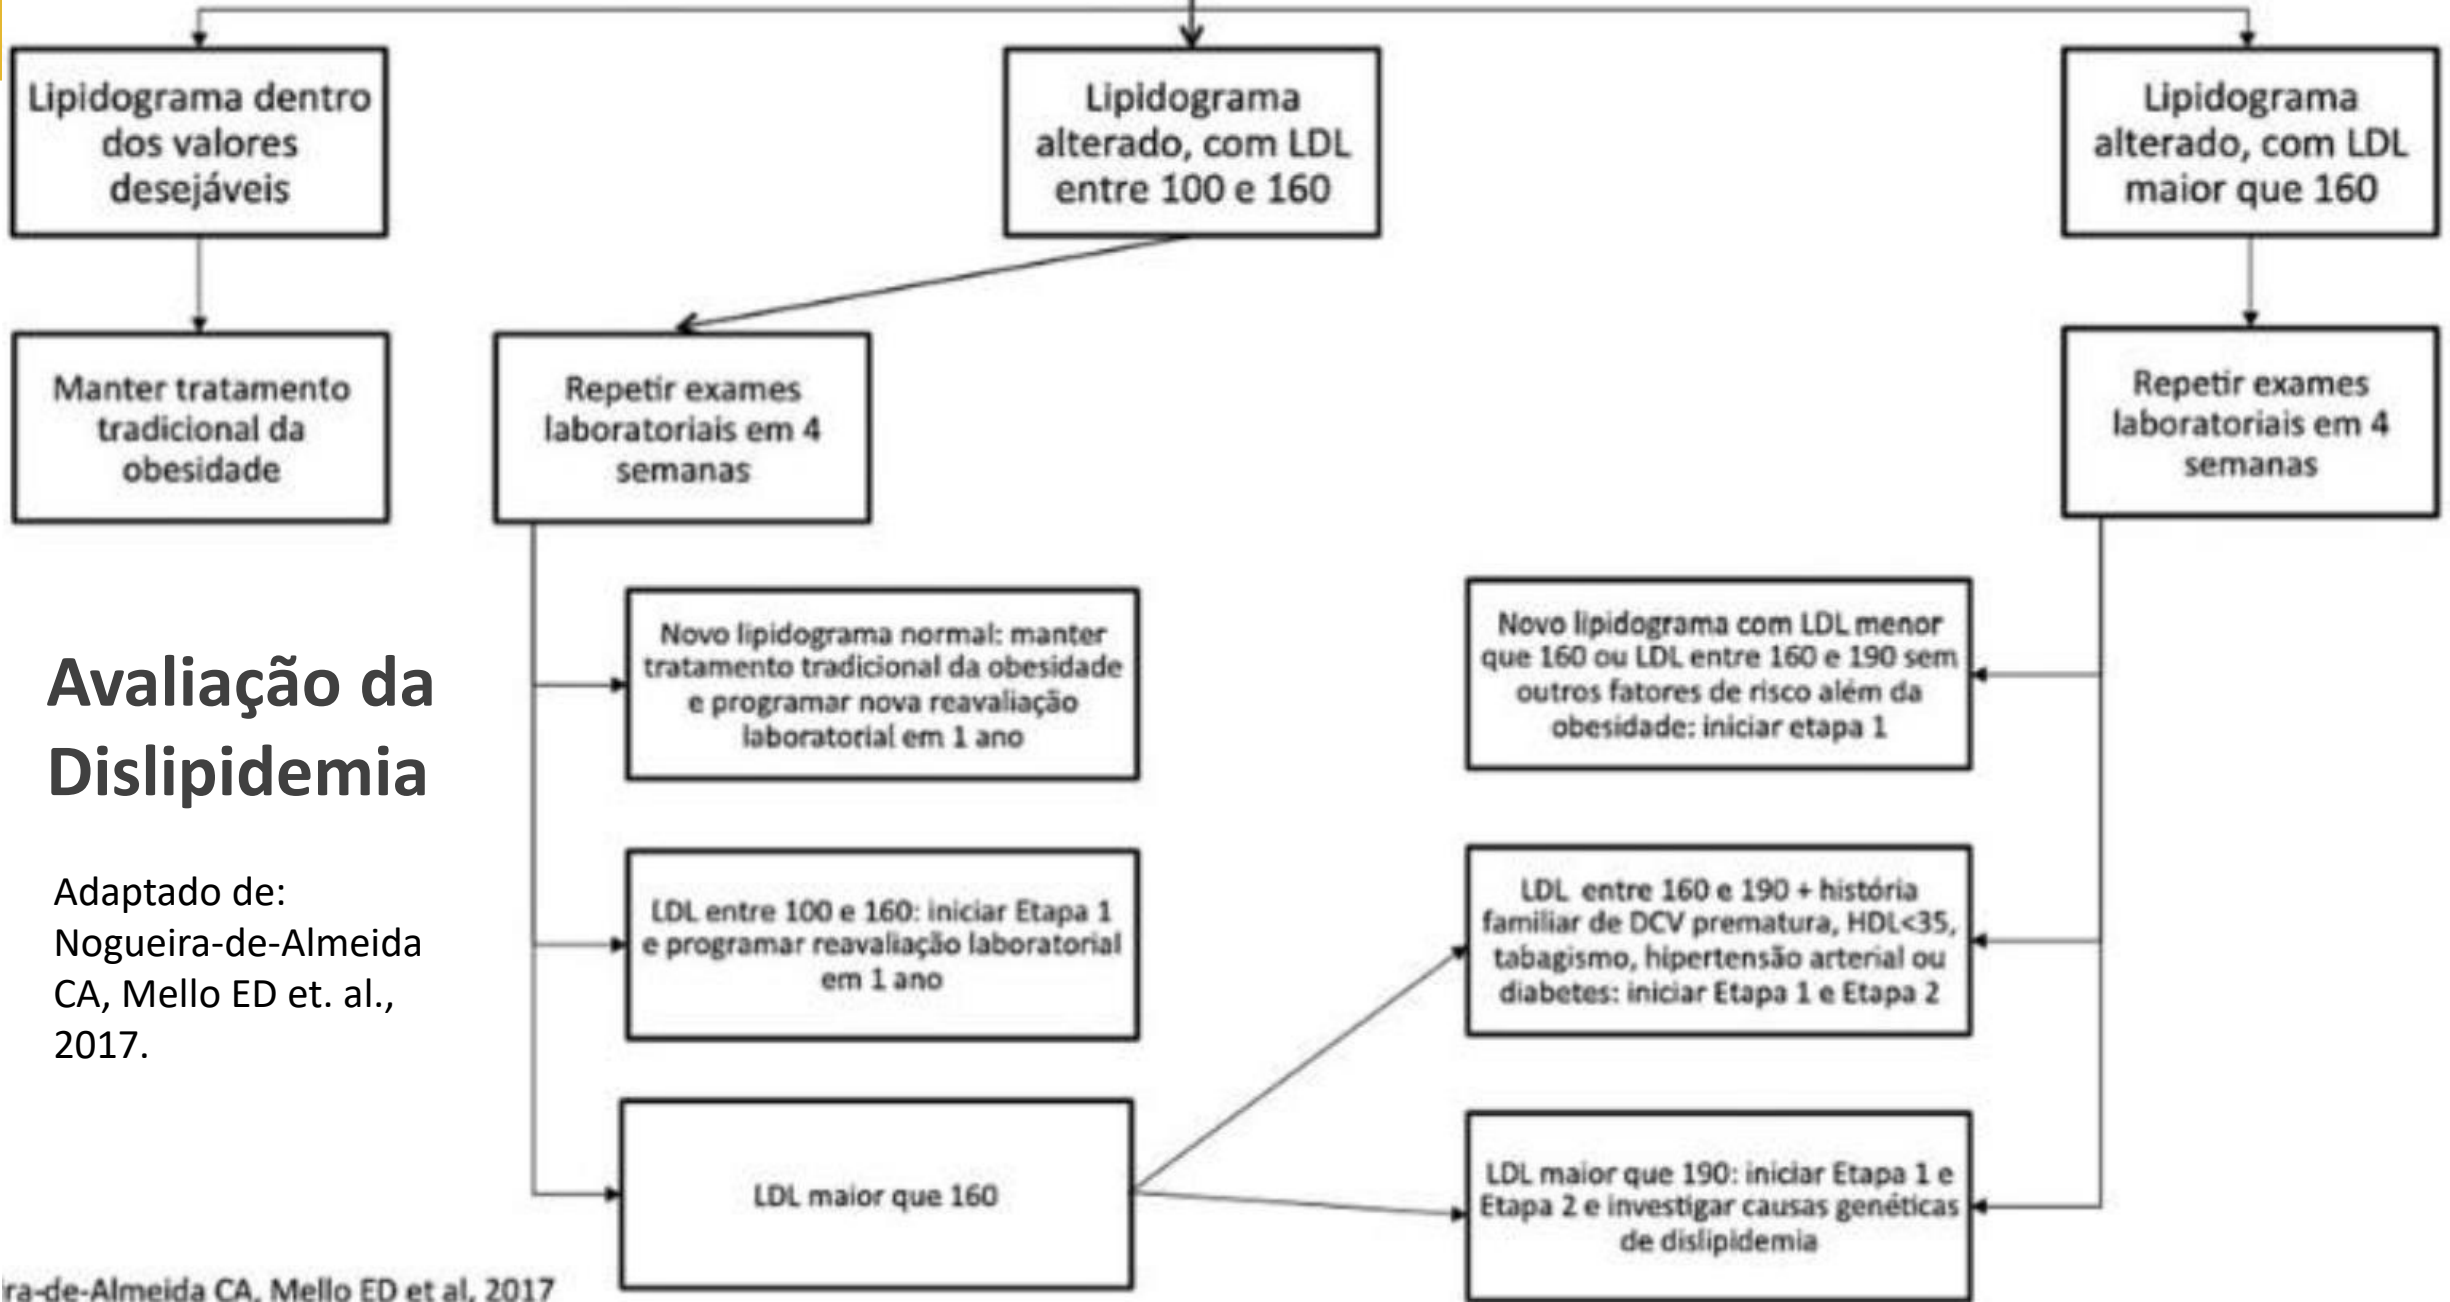 Lipidograma dentro
dos valores
desejáveis
Lipidograma
alterado, com LDL
entre 100 e 160
Lipidograma
alterado, com LDL
maior que 160
Manter tratamento
tradicional da
obesidade
Repetir exames
laboratoriais em 4
semanas
Repetir exames
laboratoriais em 4
semanas
Avaliação da
Dislipidemia
Adaptado de:
Nogueira-de-Almeida
CA, Mello ED et. al.,
2017.
Novo lipidograma normal: manter
tratamento tradicional da obesidade
e programar nova reavaliação
laboratorial em 1 ano
Novo lipidograma com LDL menor
que 160 ou LDL entre 160 e 190 sem
outros fatores de risco além da
obesidade: iniciar etapa 1
LDL entre 100 e 160: iniciar Etapa 1
e programar reavaliação laboratorial
em 1 ano
LDL entre 160 e 190 + história
familiar de DCV prematura, HDL<35,
tabagismo, hipertensão arterial ou
diabetes: iniciar Etapa 1 e Etapa 2
LDL maior que 160
LDL maior que 190: iniciar Etapa 1 e
Etapa 2 e investigar causas genéticas
de dislipidemia
ra-de-Almeida CA, Mello ED et al, 2017